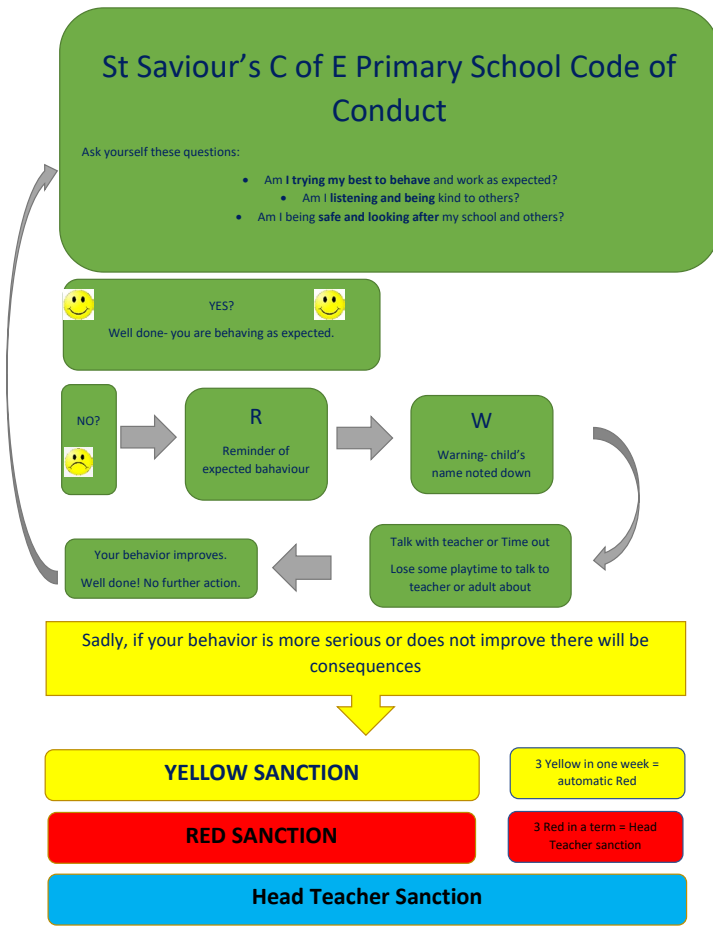 St Saviour's C of E Primary School Code of
Conduct
Ask yourself these questions:
• Am I trying my best to behave and work as expected?
• Am I listening and being kind to others?
• Am I being safe and looking after my school and others?
YES?
Well done- you are behaving as expected.
NO?
R
Reminder of
expected bahaviour
W
Warning- child's
name noted down
Talk with teacher or Time out
Lose some playtime to talk to
teacher or adult about
Your behavior improves.
Well done! No further action.
Sadly, if your behavior is more serious or does not improve there will be
consequences
YELLOW SANCTION
3 Yellow in one week =
automatic Red
RED SANCTION
3 Red in a term = Head
Teacher sanction
Head Teacher Sanction